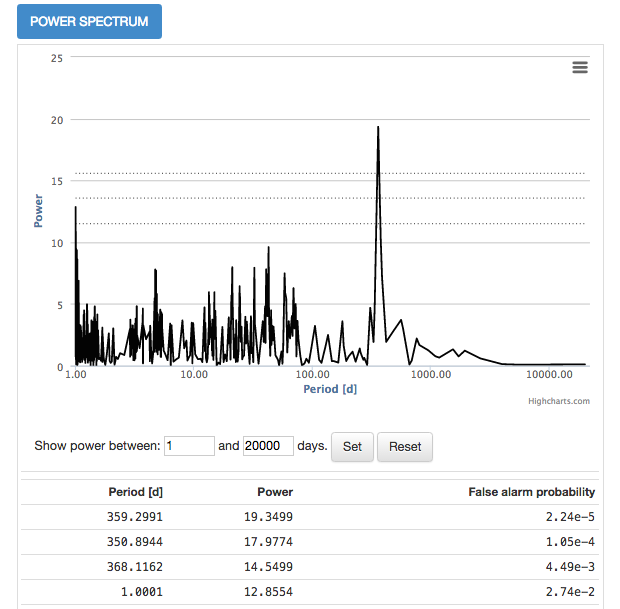 POWER SPECTRUM
25
20
15
10
5
0
Power
1.00 10.00 100.00 1000.00 10000.00
Period [d]
Highcharts.com
Show power between: 1 and 20000 days. Set Reset
Period [d] Power False alarm probability
359.2991 19.3499 2.24e-5
350.8944 17.9774 1.05e-4
368.1162 14.5499 4.49e-3
1.0001 12.8554 2.74e-2